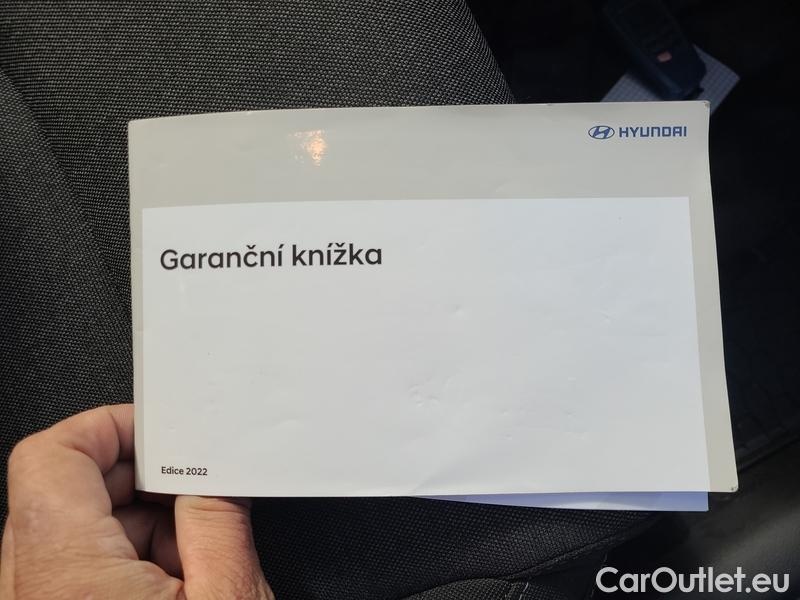 HYUNDAI
Garanční knížka
Edice 2022
CarOutlet.eu